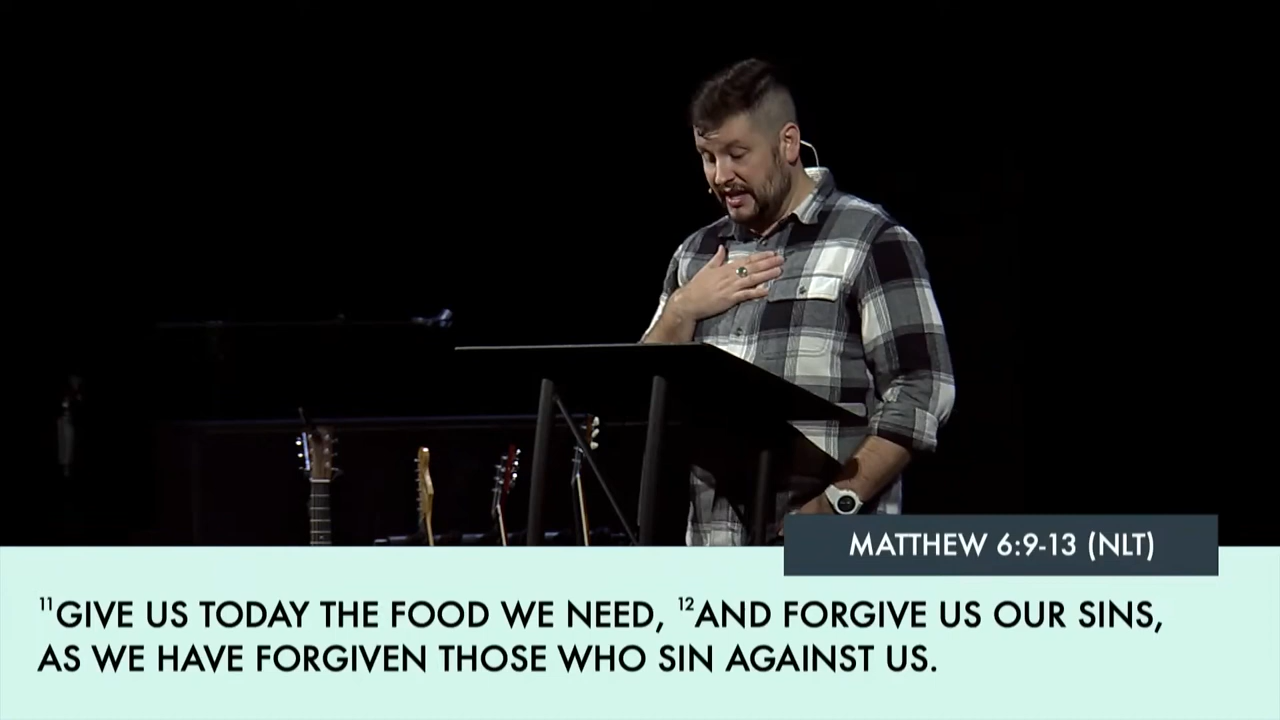 MATTHEW 6:9-13 (NLT)
¹¹GIVE US TODAY THE FOOD WE NEED, ¹²AND FORGIVE US OUR SINS,
AS WE HAVE FORGIVEN THOSE WHO SIN AGAINST US.